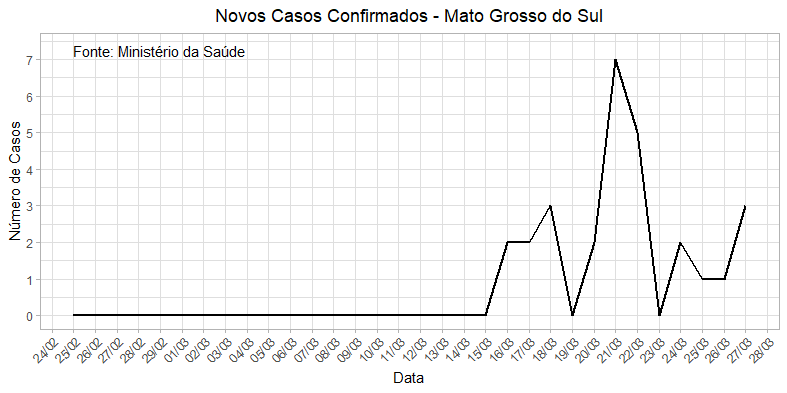 Novos Casos Confirmados - Mato Grosso do Sul
Fonte: Ministério da Saúde
Número de Casos
7
6
5
4
3
2
1
0
24/02 25/02 26/02 27/02 28/02 29/02 01/03 02/03 03/03 04/03 05/03 06/03 07/03 08/03 09/03 10/03 11/03 12/03 13/03 14/03 15/03 16/03 17/03 18/03 19/03 20/03 21/03 22/03 23/03 24/03 25/03 26/03 27/03 28/03
Data